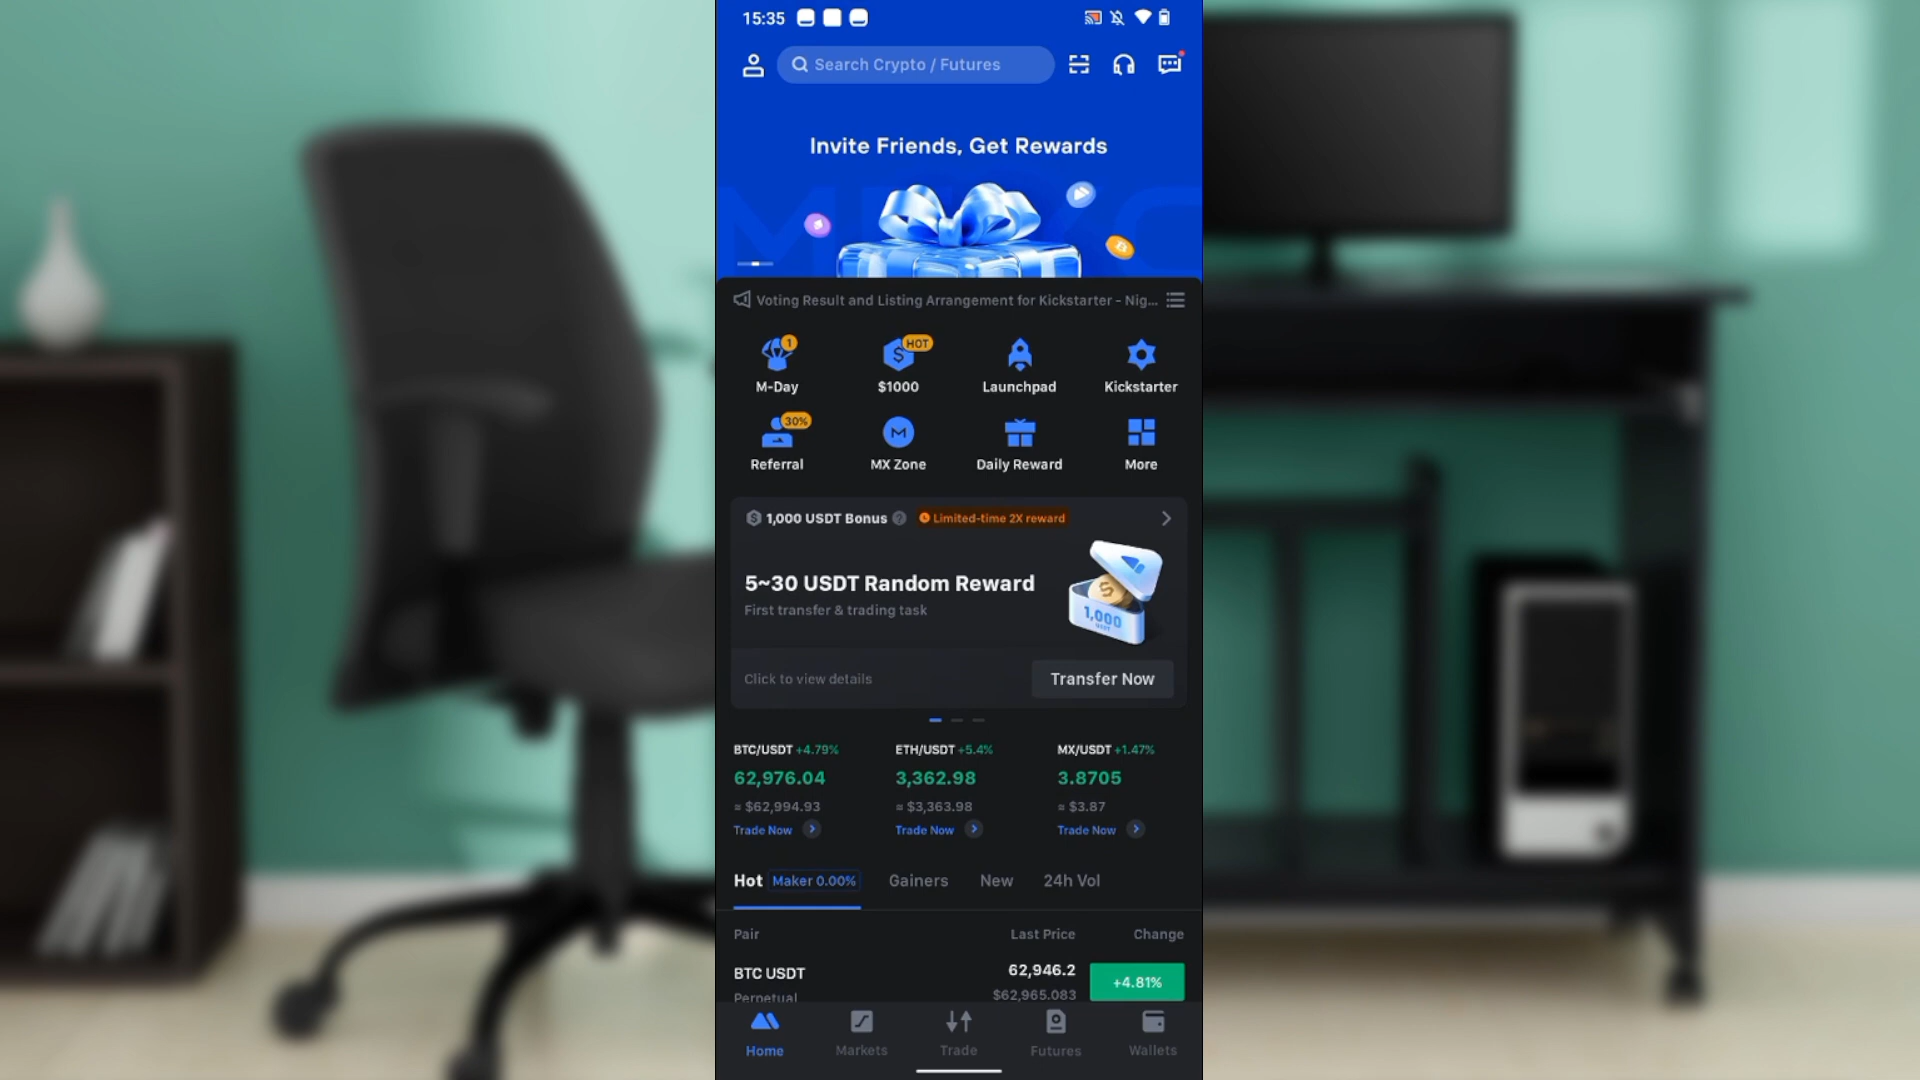 15:35
Search Crypto / Futures
Invite Friends, Get Rewards
Voting Result and Listing Arrangement for Kickstarter - Nig...
1 HOT
M-Day $1000 Launchpad Kickstarter
30%
Referral MX Zone Daily Reward More
1,000 USDT Bonus ? Limited-time 2X reward
5~30 USDT Random Reward
First transfer & trading task
1,000
Click to view details Transfer Now
BTC/USDT +4.79% ETH/USDT +5.4% MX/USDT +1.47%
62,976.04 3,362.98 3.8705
≈ $62,994.93 ≈ $3,363.98 ≈ $3.87
Trade Now Trade Now Trade Now
Hot Maker 0.00% Gainers New 24h Vol
Pair Last Price Change
BTC USDT 62,946.2 +4.81%
Perpetual $62,965.083
Home Markets Trade Futures Wallets